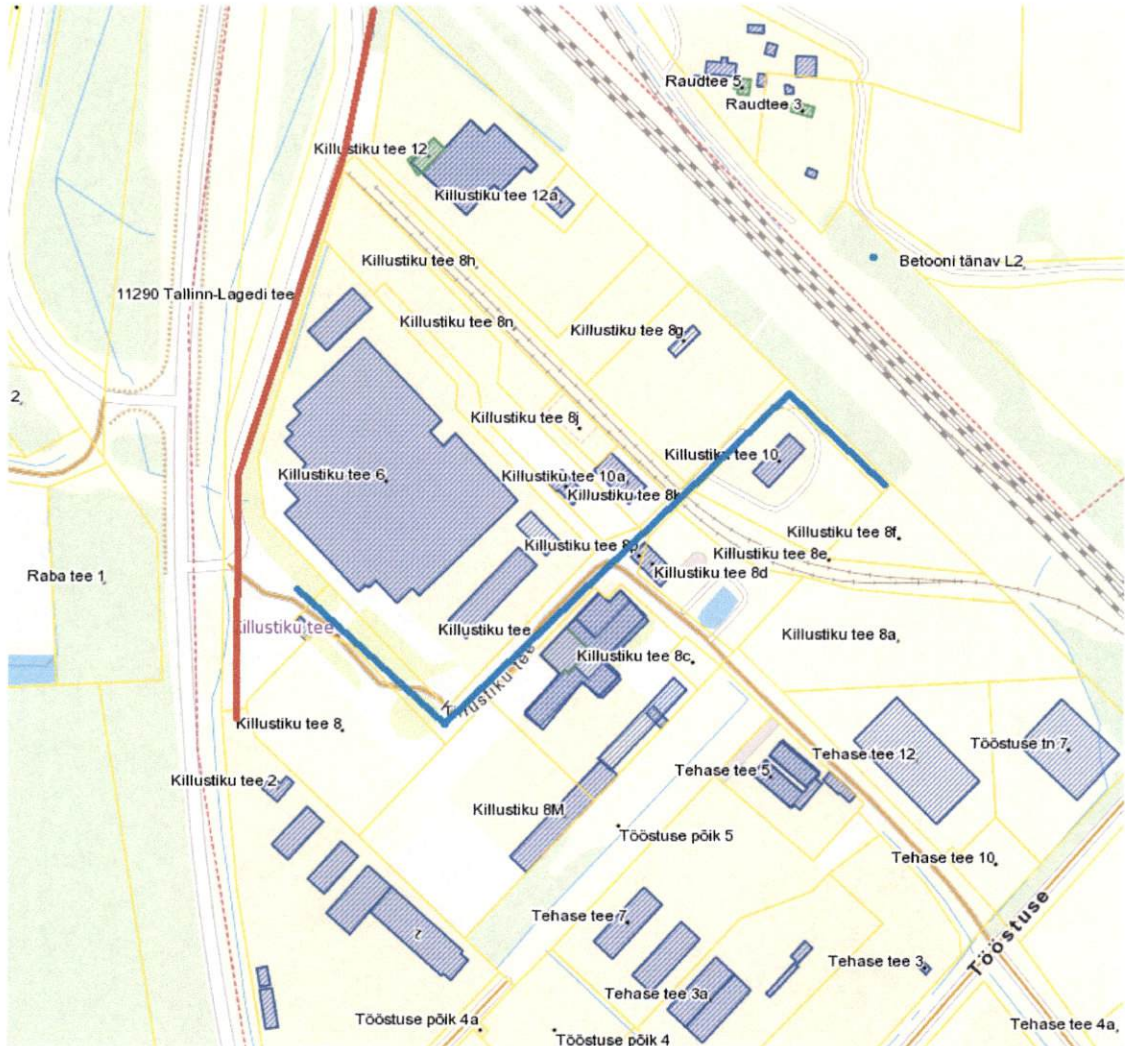 Raudtee 5
Raudtee 3
Killustiku tee 12
Killustiku tee 12a
Killustiku tee 8h
Betooni tänav L2
11290 Tallinn-Lagedi tee
Killustiku tee 8n
Killustiku tee 8g
2
Killustiku tee 8j
Killustiku tee 6
Killustiku tee 10a
Killustiku tee 10
Killustiku tee 8k
Killustiku tee 8f
Killustiku tee 8e
Killustiku tee 8d
Raba tee 1
Killustiku tee
Killustiku tee
Killustiku tee 8a
Killustiku tee 8c
Killustiku tee
Killustiku tee 8
Tehase tee 12
Tööstuse tn 7
Killustiku tee 2
Tehase tee 5
Killustiku 8M
Tööstuse põik 5
Tehase tee 10
Tehase tee 7
Tööstuse
Tehase tee 3
Tehase tee 3a
Tööstuse põik 4a
Tööstuse põik 4
Tehase tee 4a